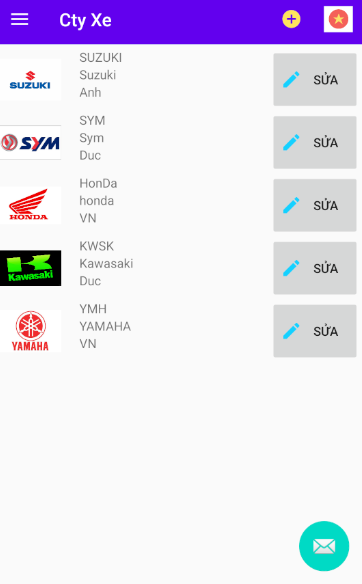 Cty Xe
SUZUKI
SUZUKI
Suzuki
Anh
SỬA
SYM
SYM
Sym
Duc
SỬA
HONDA
HonDa
honda
VN
SỬA
Kawasaki
KWSK
Kawasaki
Duc
SỬA
YAMAHA
YMH
YAMAHA
VN
SỬA